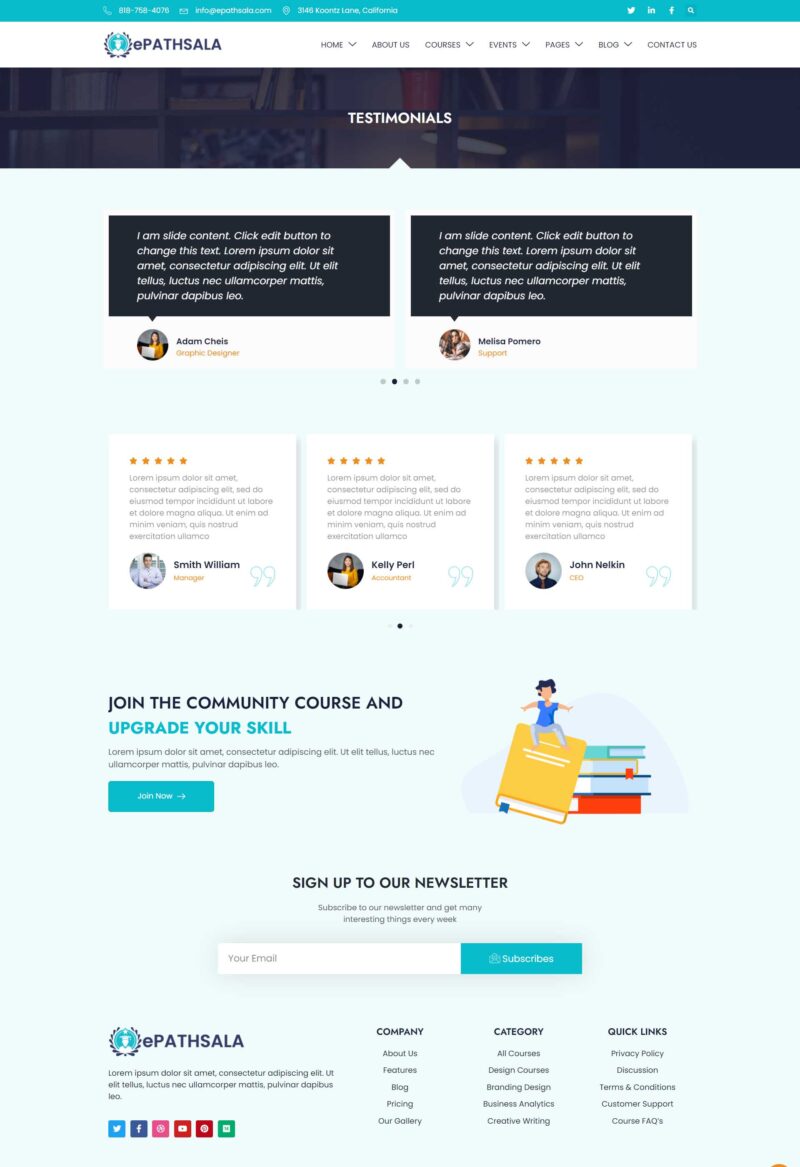 818-758-4076 info@epathsala.com 3146 Koontz Lane, California
ePATHSALA
HOME ABOUT US COURSES EVENTS PAGES BLOG CONTACT US
TESTIMONIALS
I am slide content. Click edit button to
change this text. Lorem ipsum dolor sit
amet, consectetur adipiscing elit. Ut elit
tellus, luctus nec ullamcorper mattis,
pulvinar dapibus leo.
Adam Cheis
Graphic Designer
I am slide content. Click edit button to
change this text. Lorem ipsum dolor sit
amet, consectetur adipiscing elit. Ut elit
tellus, luctus nec ullamcorper mattis,
pulvinar dapibus leo.
Melisa Pomero
Support
Lorem ipsum dolor sit amet,
consectetur adipiscing elit, sed do
eiusmod tempor incididunt ut labore
et dolore magna aliqua. Ut enim ad
minim veniam, quis nostrud
exercitation ullamco
Smith William
Manager
Lorem ipsum dolor sit amet,
consectetur adipiscing elit, sed do
eiusmod tempor incididunt ut labore
et dolore magna aliqua. Ut enim ad
minim veniam, quis nostrud
exercitation ullamco
Kelly Perl
Accountant
Lorem ipsum dolor sit amet,
consectetur adipiscing elit, sed do
eiusmod tempor incididunt ut labore
et dolore magna aliqua. Ut enim ad
minim veniam, quis nostrud
exercitation ullamco
John Nelkin
CEO
JOIN THE COMMUNITY COURSE AND
UPGRADE YOUR SKILL
Lorem ipsum dolor sit amet, consectetur adipiscing elit. Ut elit tellus, luctus nec
ullamcorper mattis, pulvinar dapibus leo.
Join Now
SIGN UP TO OUR NEWSLETTER
Subscribe to our newsletter and get many
interesting things every week
Your Email
Subscribes
ePATHSALA
Lorem ipsum dolor sit amet, consectetur adipiscing elit. Ut
elit tellus, luctus nec ullamcorper mattis, pulvinar dapibus
leo.
COMPANY
About Us
Features
Blog
Pricing
Our Gallery
CATEGORY
All Courses
Design Courses
Branding Design
Business Analytics
Creative Writing
QUICK LINKS
Privacy Policy
Discussion
Terms & Conditions
Customer Support
Course FAQ's